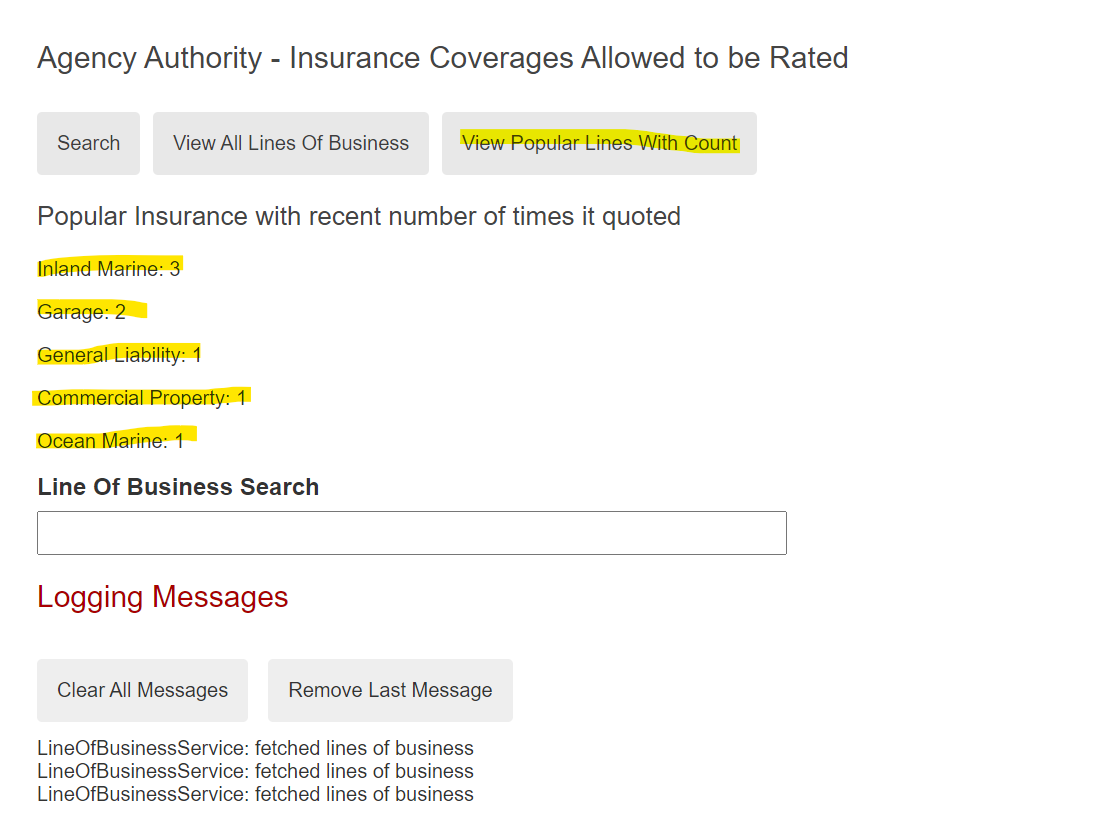 Agency Authority - Insurance Coverages Allowed to be Rated
Search View All Lines Of Business View Popular Lines With Count
Popular Insurance with recent number of times it quoted
Inland Marine: 3
Garage: 2
General Liability: 1
Commercial Property: 1
Ocean Marine: 1
Line Of Business Search
Logging Messages
Clear All Messages Remove Last Message
LineOfBusinessService: fetched lines of business
LineOfBusinessService: fetched lines of business
LineOfBusinessService: fetched lines of business